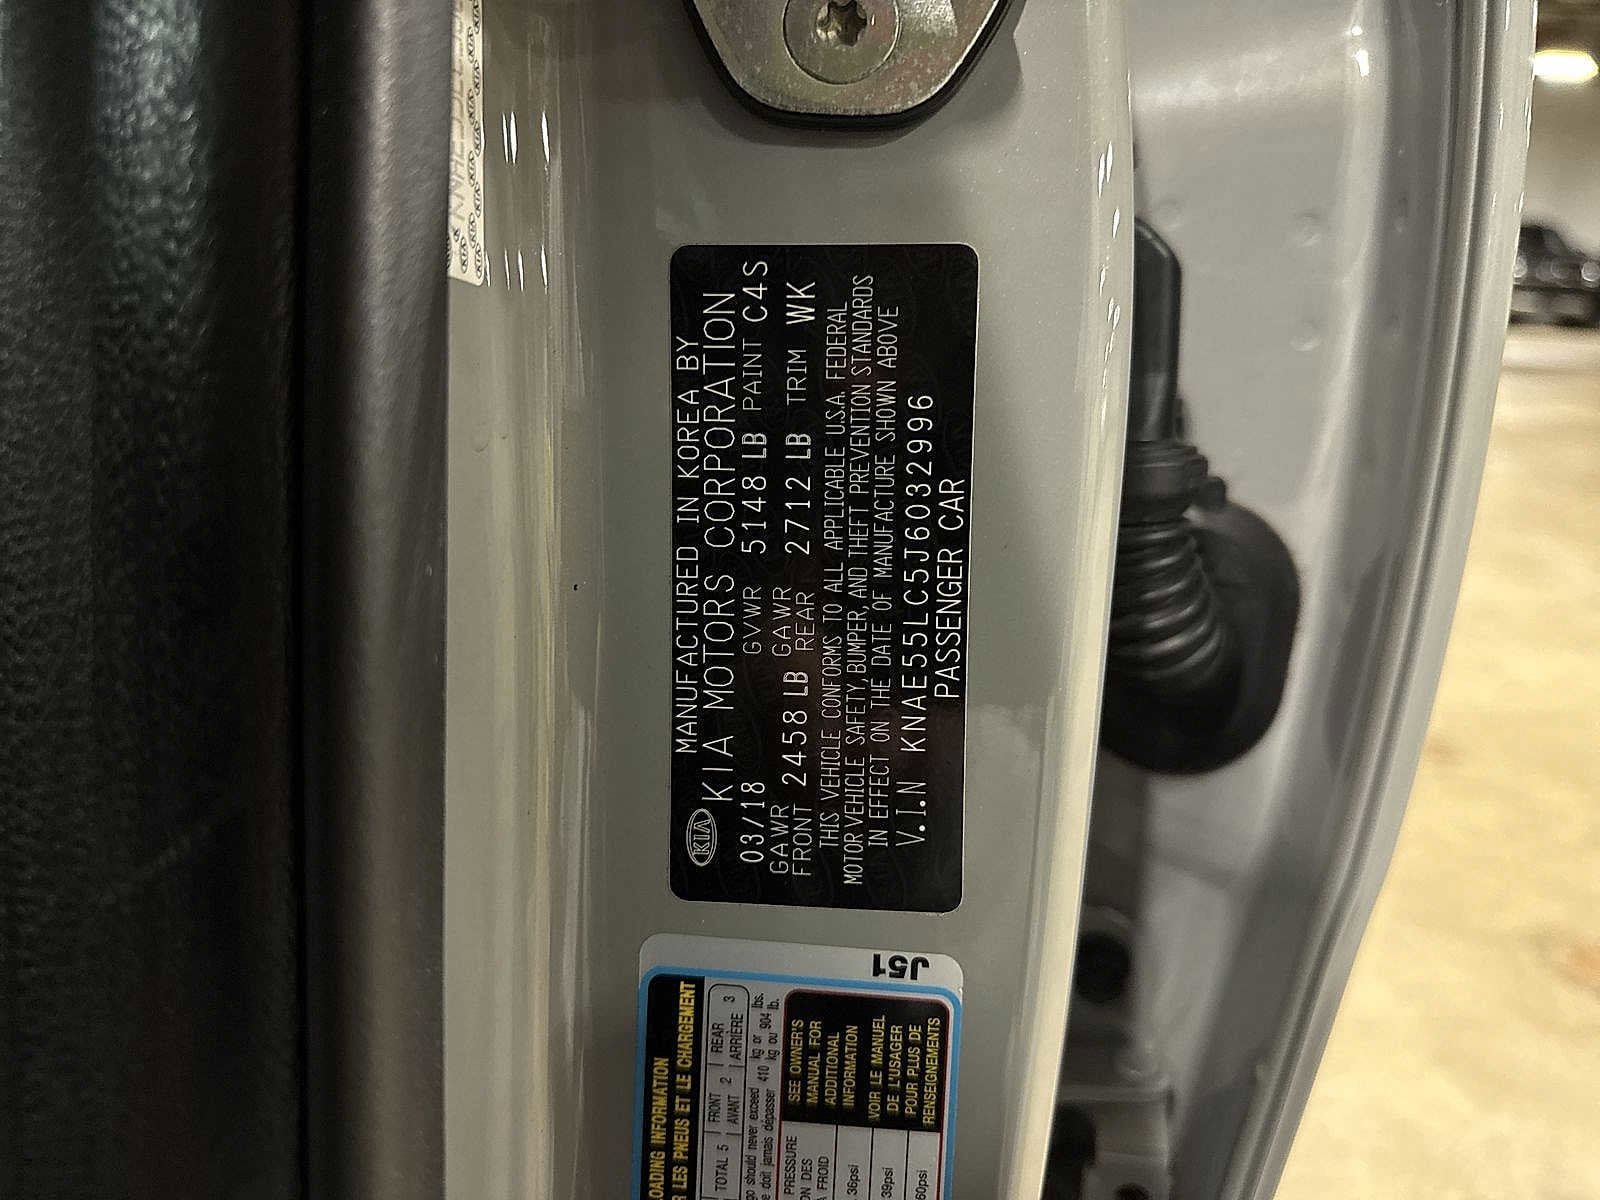 KIA
MANUFACTURED IN KOREA BY
KIA MOTORS CORPORATION
03/18 GVWR 5148 LB PAINT C4S
GAWR FRONT 2458 LB GAWR REAR 2712 LB TRIM WK
THIS VEHICLE CONFORMS TO ALL APPLICABLE U.S.A. FEDERAL
MOTOR VEHICLE SAFETY, BUMPER, AND THEFT PREVENTION STANDARDS
IN EFFECT ON THE DATE OF MANUFACTURE SHOWN ABOVE
V.I.N KNAE55LC5J6032996
PASSENGER CAR
J51
LOADING INFORMATION
LES PNEUS ET LE CHARGEMENT
TOTAL 5 FRONT AVANT 2 REAR ARRIÈRE 3
should never exceed kg or lbs.
doit jamais dépasser 410 kg ou 904 lb.
PRESSURE
DES
FROID
36psi
39psi
60psi
SEE OWNER'S
MANUAL FOR
ADDITIONAL
INFORMATION
VOIR LE MANUEL
DE L'USAGER
POUR PLUS DE
RENSEIGNEMENTS